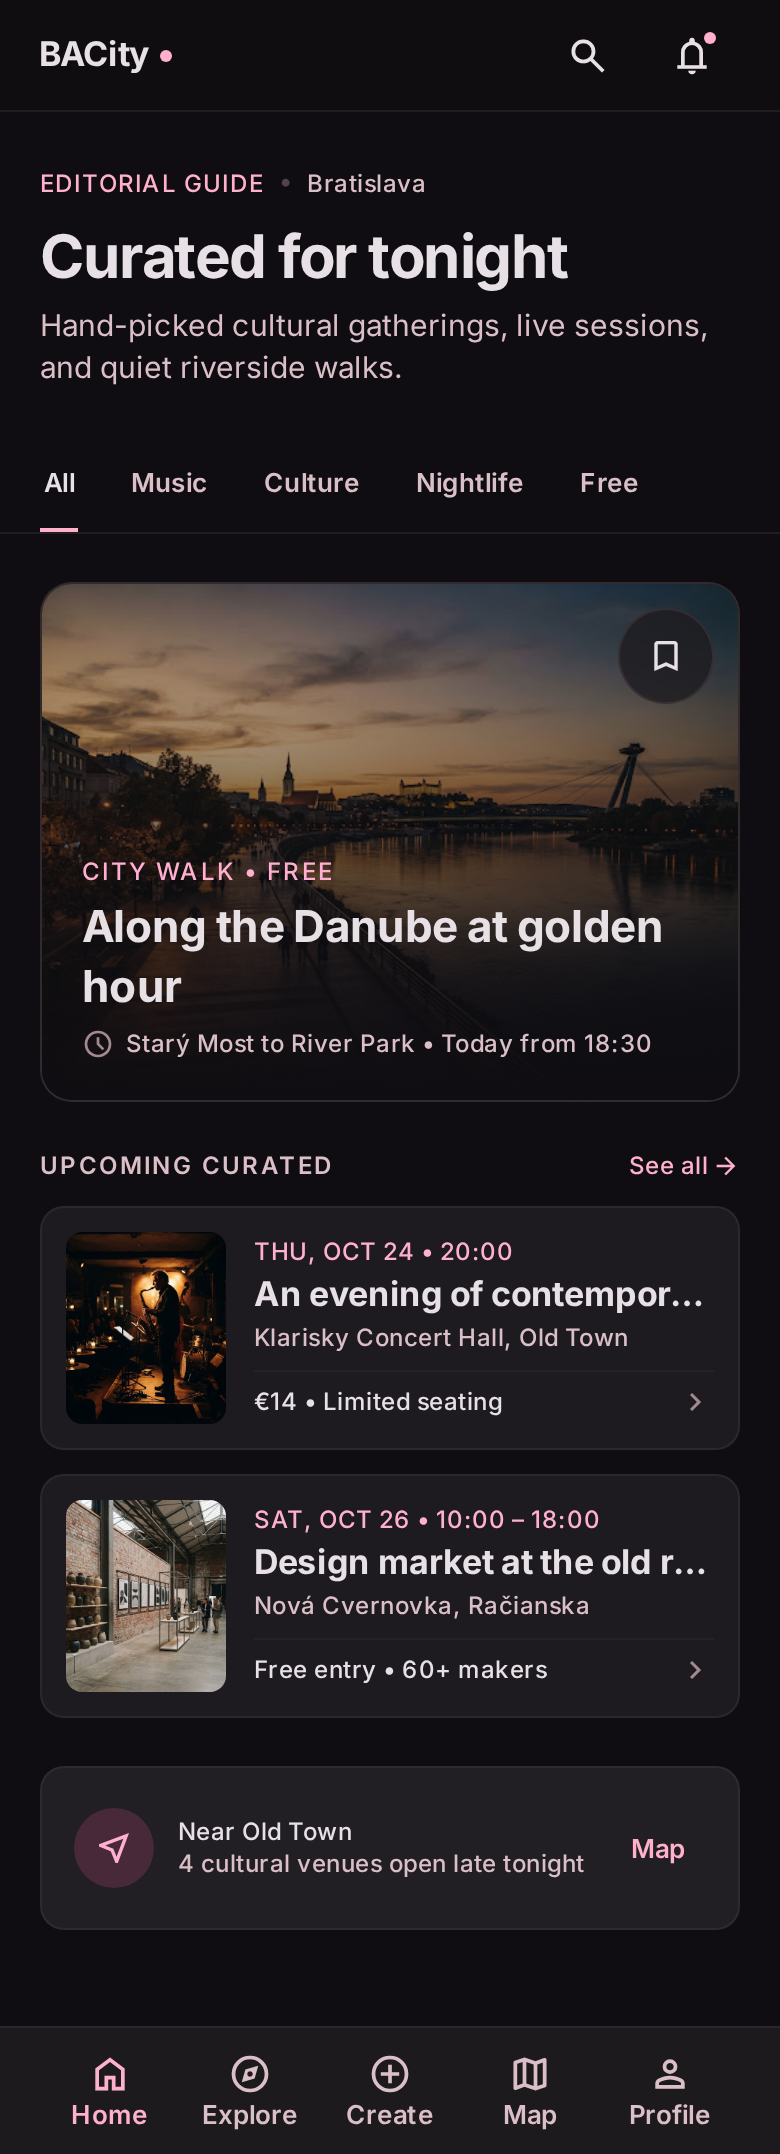 BACity
EDITORIAL GUIDE • Bratislava
Curated for tonight
Hand-picked cultural gatherings, live sessions,
and quiet riverside walks.
All Music Culture Nightlife Free
CITY WALK • FREE
Along the Danube at golden
hour
Starý Most to River Park • Today from 18:30
UPCOMING CURATED See all →
THU, OCT 24 • 20:00
An evening of contempor...
Klarisky Concert Hall, Old Town
€14 • Limited seating
SAT, OCT 26 • 10:00 – 18:00
Design market at the old r...
Nová Cvernovka, Račianska
Free entry • 60+ makers
Near Old Town
4 cultural venues open late tonight
Map
Home Explore Create Map Profile